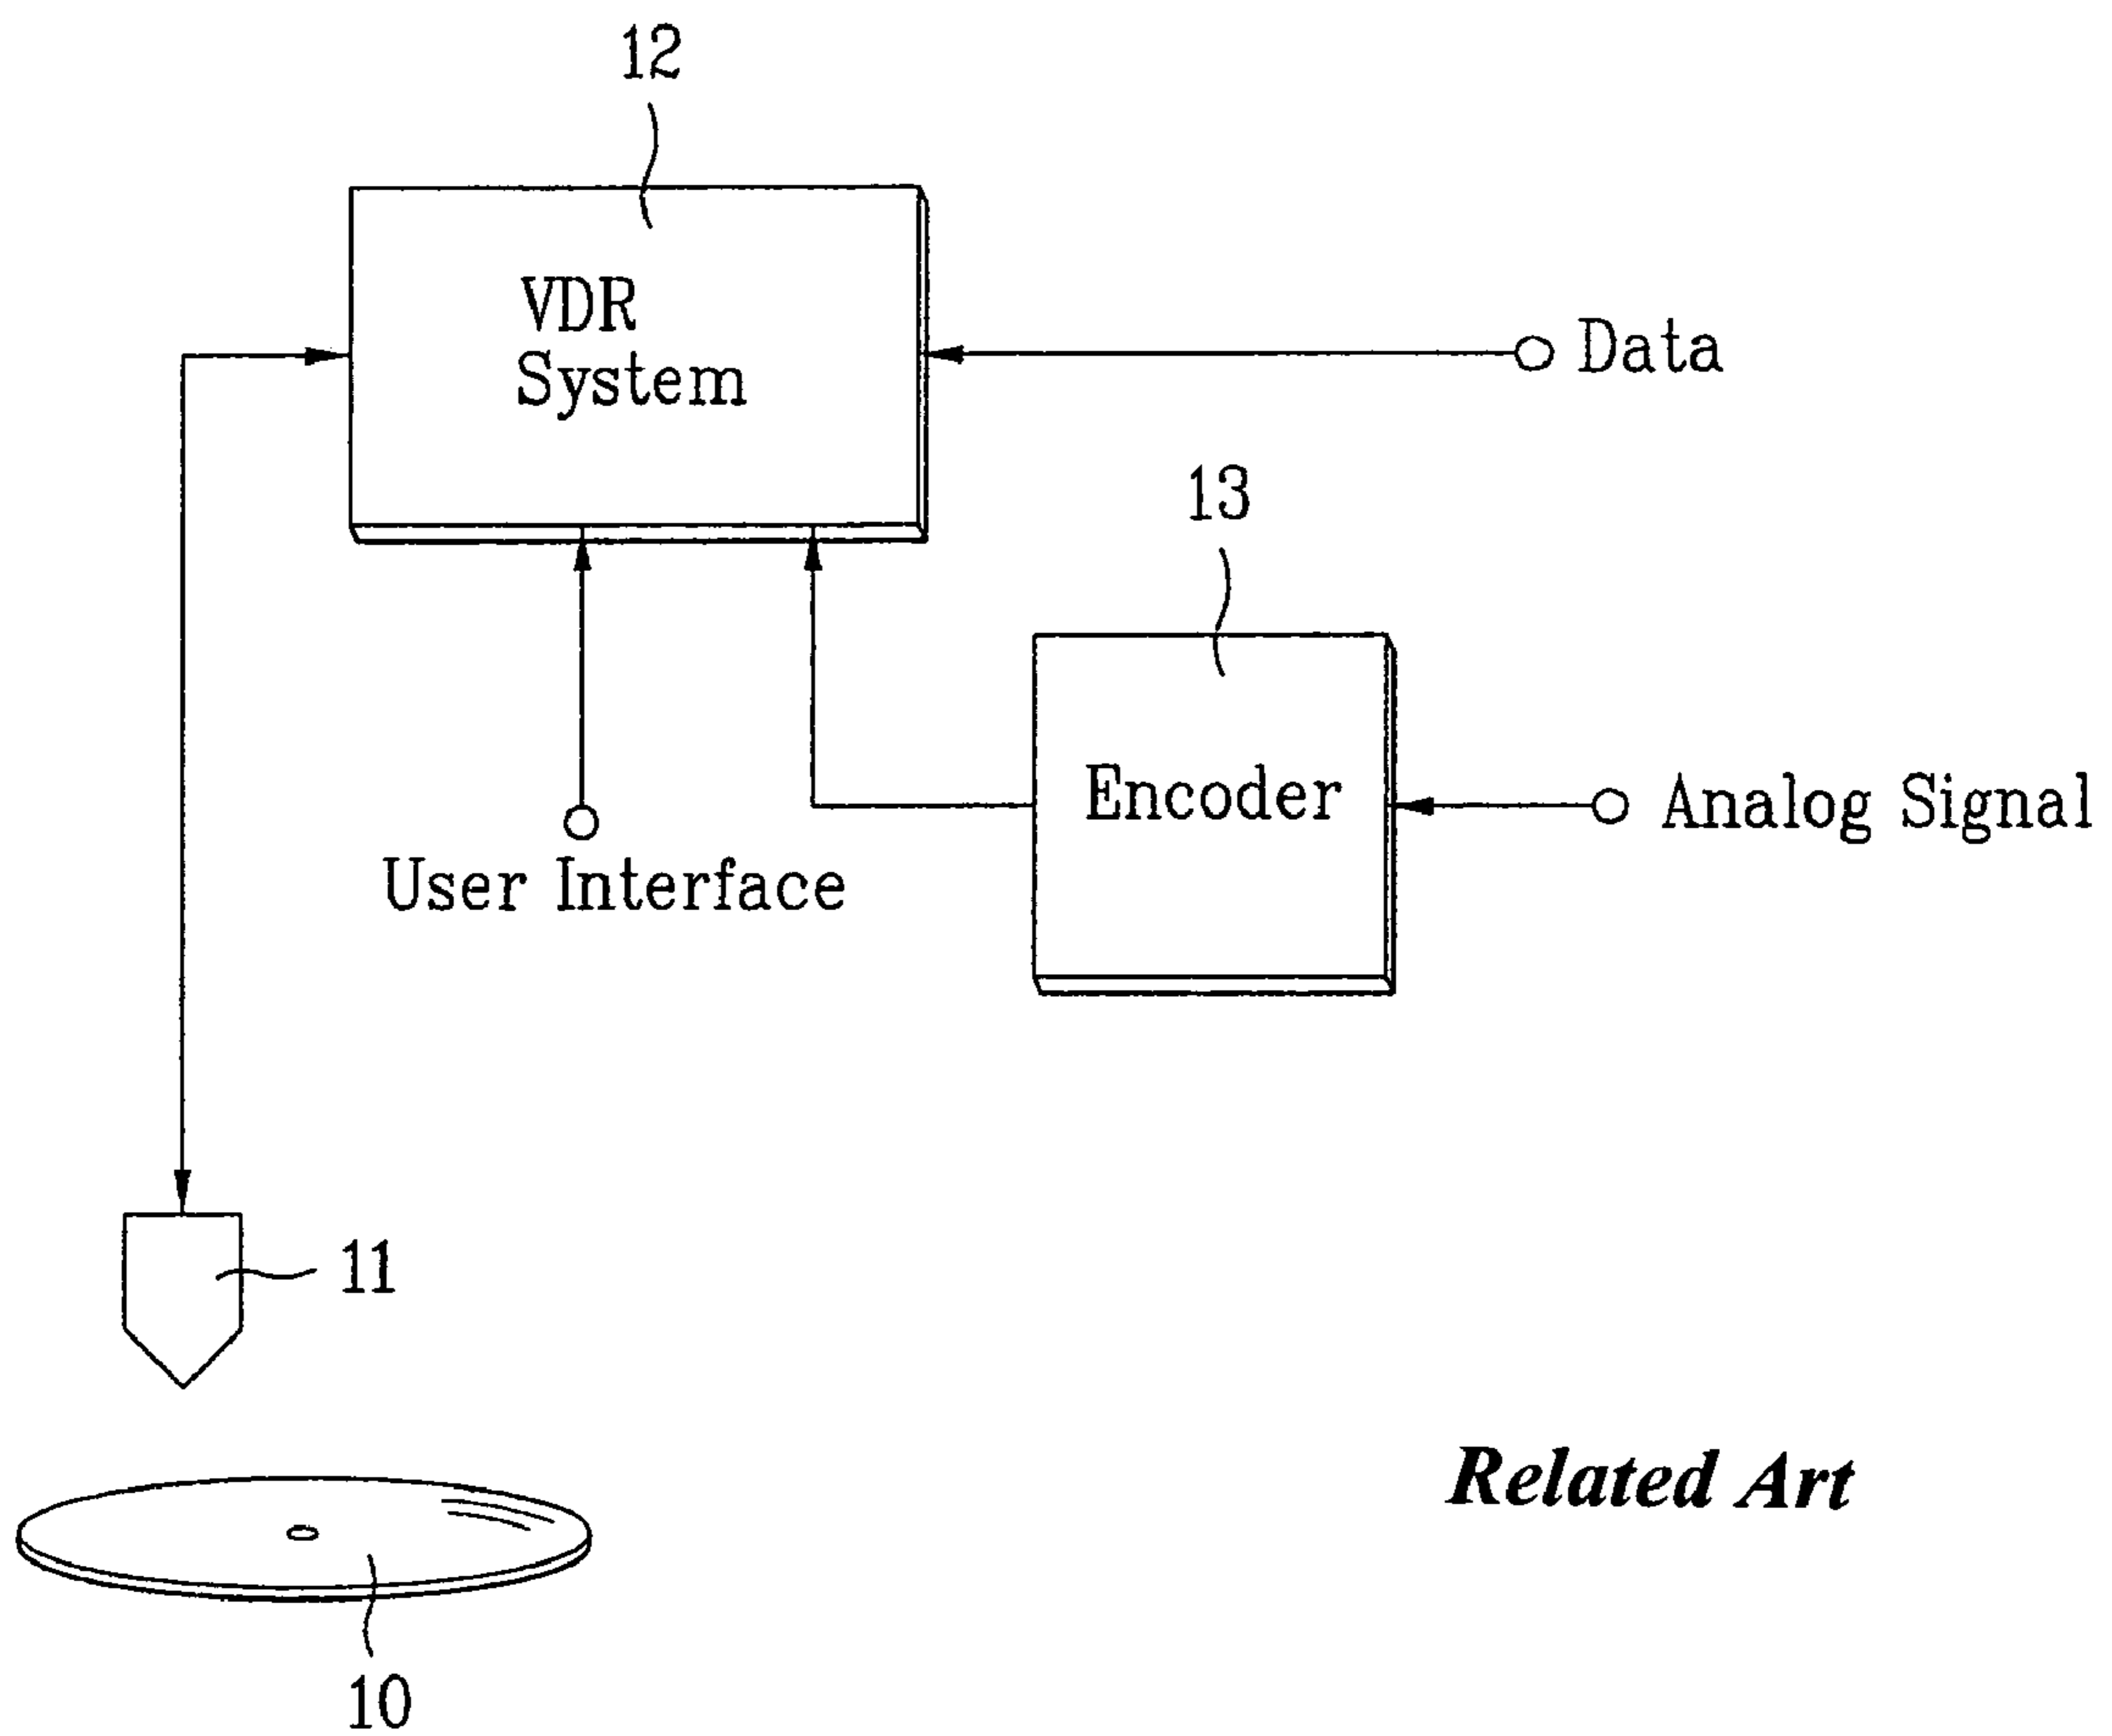 12
VDR
System
Data
13
Encoder
Analog Signal
User Interface
11
Related Art
10